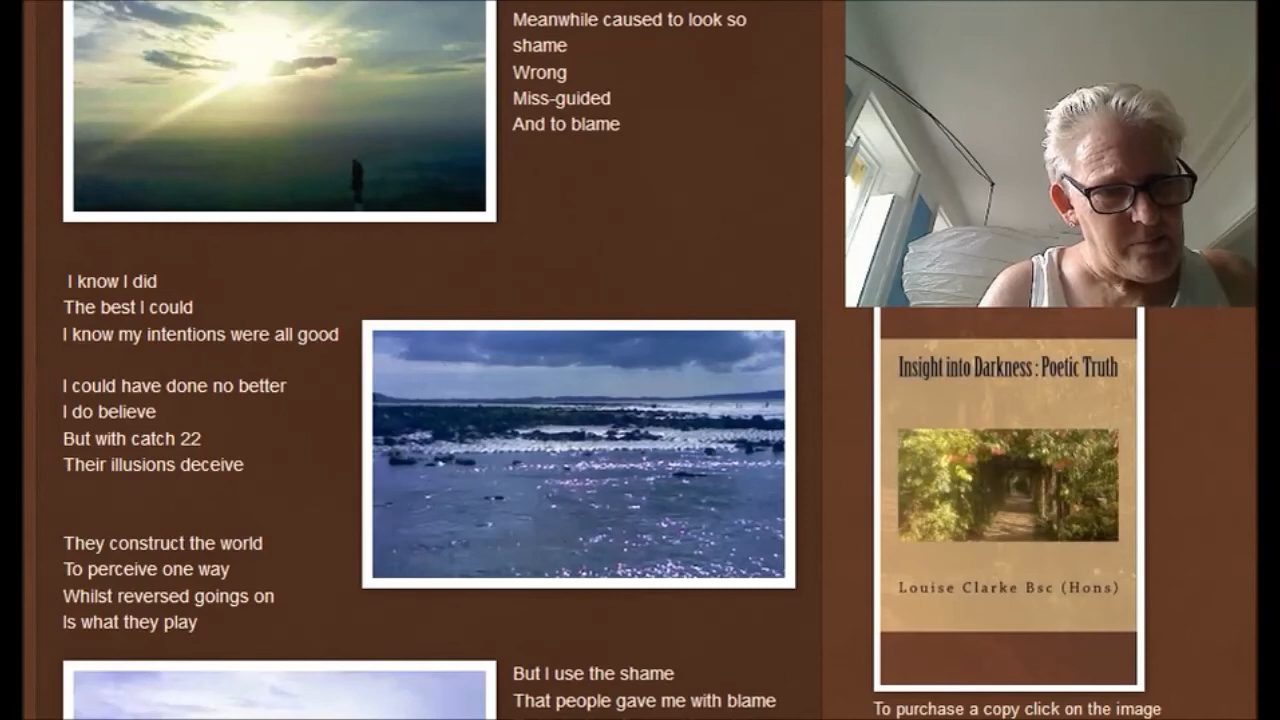 Meanwhile caused to look so
shame
Wrong
Miss-guided
And to blame
I know I did
The best I could
I know my intentions were all good
I could have done no better
I do believe
But with catch 22
Their illusions deceive
They construct the world
To perceive one way
Whilst reversed goings on
Is what they play
But I use the shame
That people gave me with blame
Insight into Darkness : Poetic Truth
Louise Clarke Bsc (Hons)
To purchase a copy click on the image